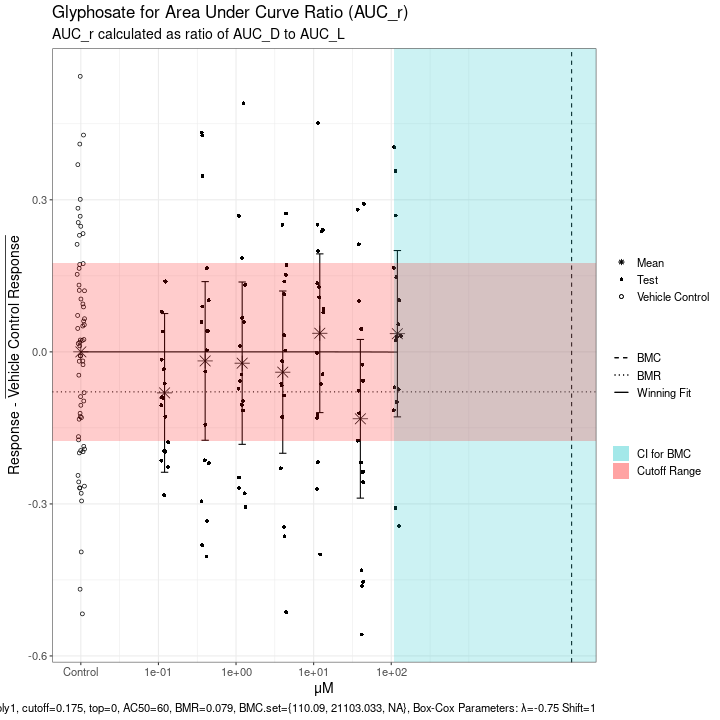 Glyphosate for Area Under Curve Ratio (AUC_r)
AUC_r calculated as ratio of AUC_D to AUC_L
Response - Vehicle Control Response
0.3
0.0
-0.3
-0.6
Control
1e-01
1e+00
1e+01
1e+02
μM
Mean
Test
Vehicle Control
BMC
BMR
Winning Fit
CI for BMC
Cutoff Range
cutoff=0.175, top=0, AC50=60, BMR=0.079, BMC.set={110.09, 21103.033, NA}, Box-Cox Parameters: λ=-0.75 Shift=1